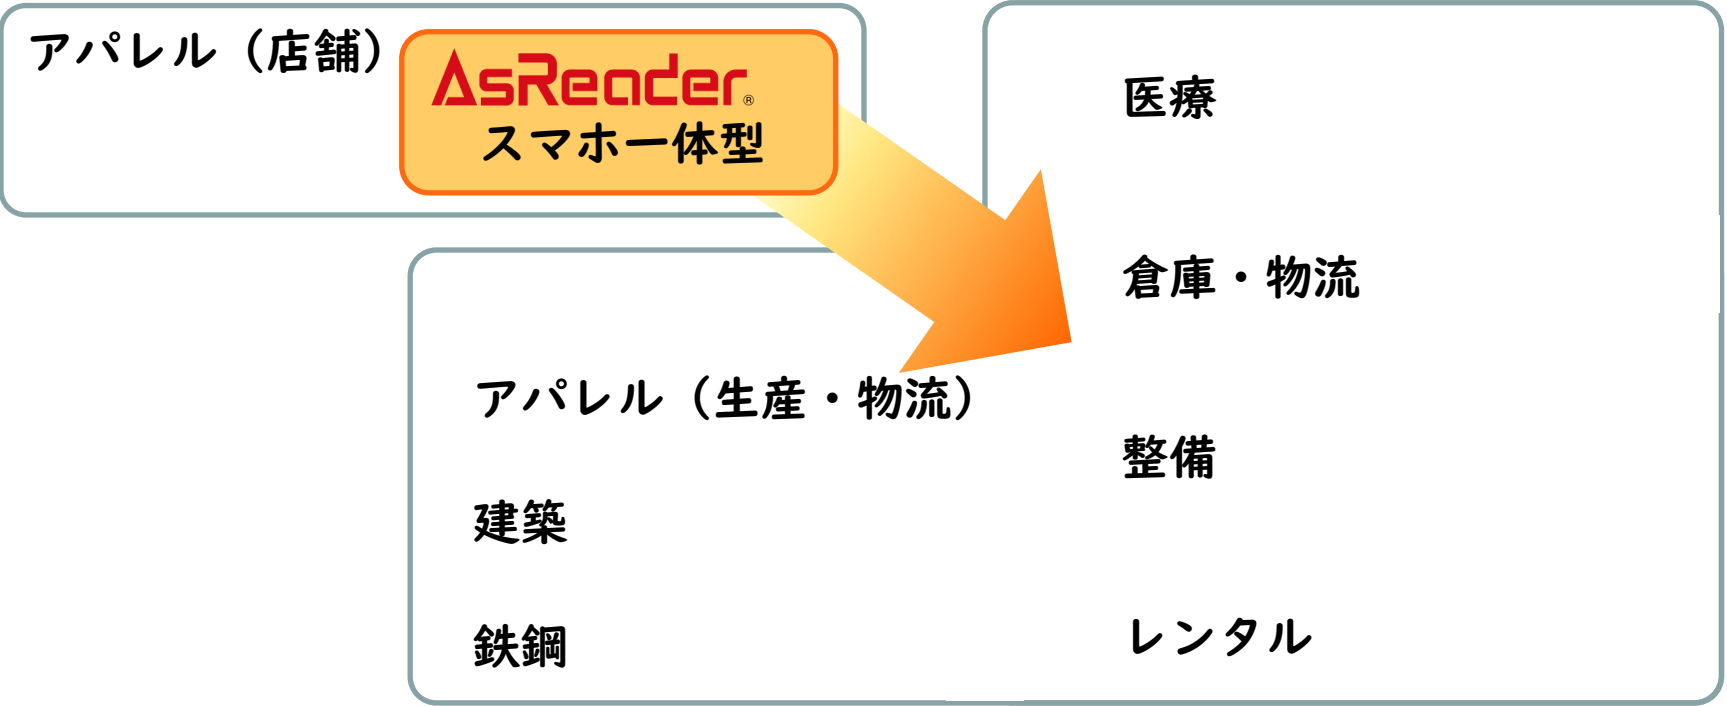 アパレル（店舗）
AsReader®
スマホ一体型
医療
倉庫・物流
アパレル（生産・物流）
整備
建築
レンタル
鉄鋼